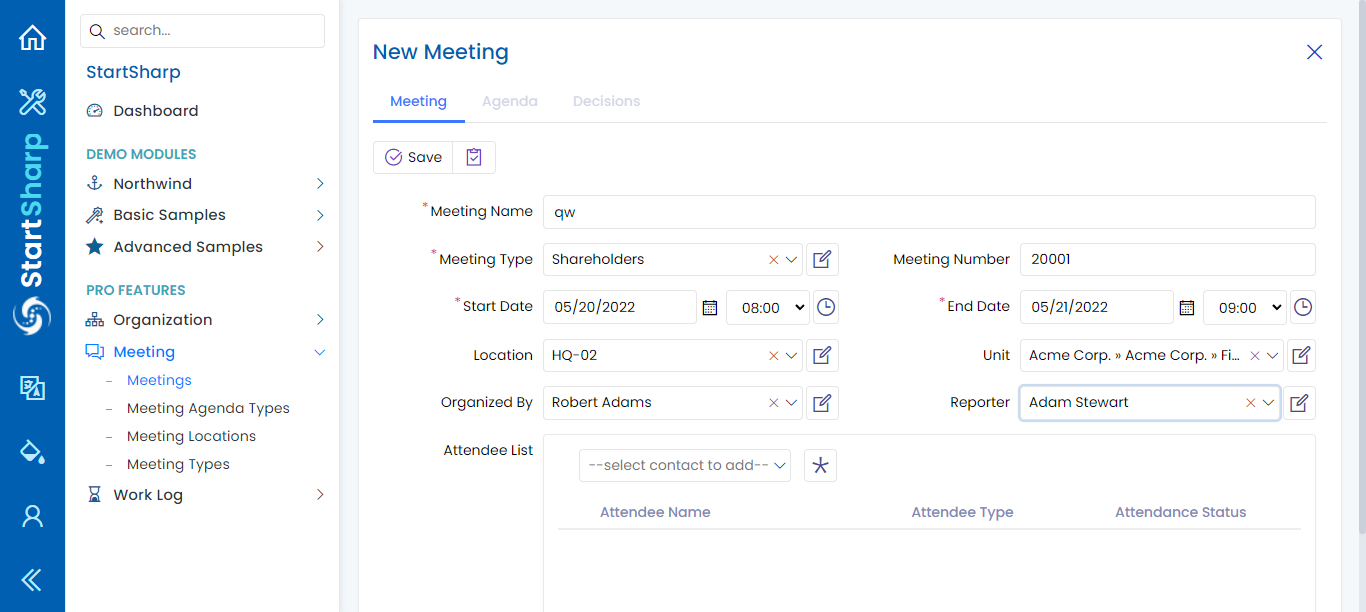 StartSharp
search...
StartSharp
Dashboard
DEMO MODULES
Northwind
Basic Samples
Advanced Samples
PRO FEATURES
Organization
Meeting
– Meetings
– Meeting Agenda Types
– Meeting Locations
– Meeting Types
Work Log
New Meeting
Meeting Agenda Decisions
Save
*Meeting Name qw
*Meeting Type Shareholders Meeting Number 20001
*Start Date 05/20/2022 08:00 *End Date 05/21/2022 09:00
Location HQ-02 Unit Acme Corp. » Acme Corp. » Fi...
Organized By Robert Adams Reporter Adam Stewart
Attendee List
--select contact to add--
Attendee Name Attendee Type Attendance Status